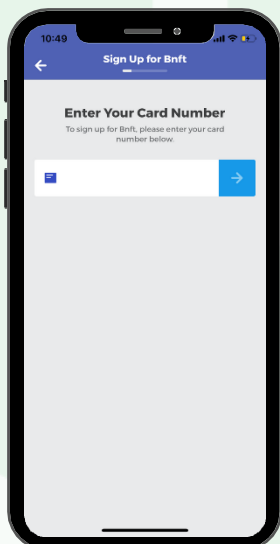 10:49
Sign Up for Bnft
Enter Your Card Number
To sign up for Bnft, please enter your card
number below.